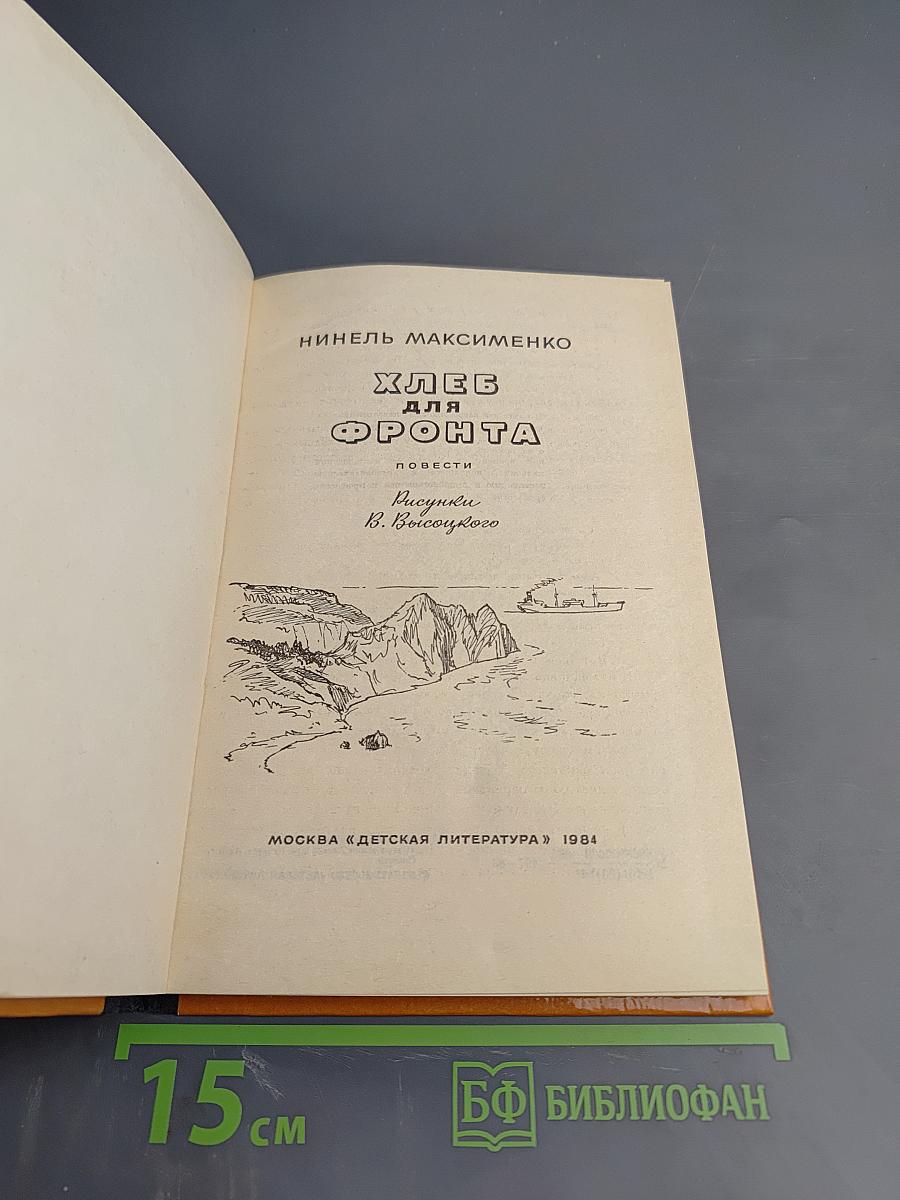 НИНЕЛЬ МАКСИМЕНКО
ХЛЕБ
ДЛЯ
ФРОНТА
ПОВЕСТИ
Рисунки
В. Высоцкого
МОСКВА «ДЕТСКАЯ ЛИТЕРАТУРА» 1984
15 см
БФ БИБЛИОФАН